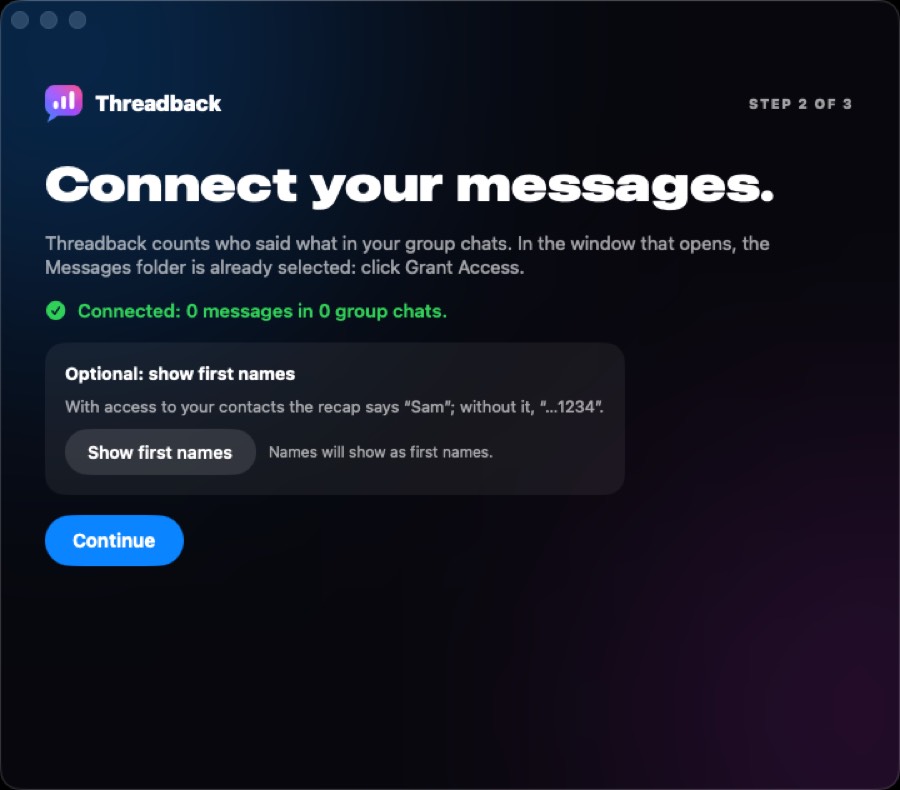 Threadback
STEP 2 OF 3
Connect your messages.
Threadback counts who said what in your group chats. In the window that opens, the
Messages folder is already selected: click Grant Access.
Connected: 0 messages in 0 group chats.
Optional: show first names
With access to your contacts the recap says “Sam”; without it, “…1234”.
Show first names
Names will show as first names.
Continue